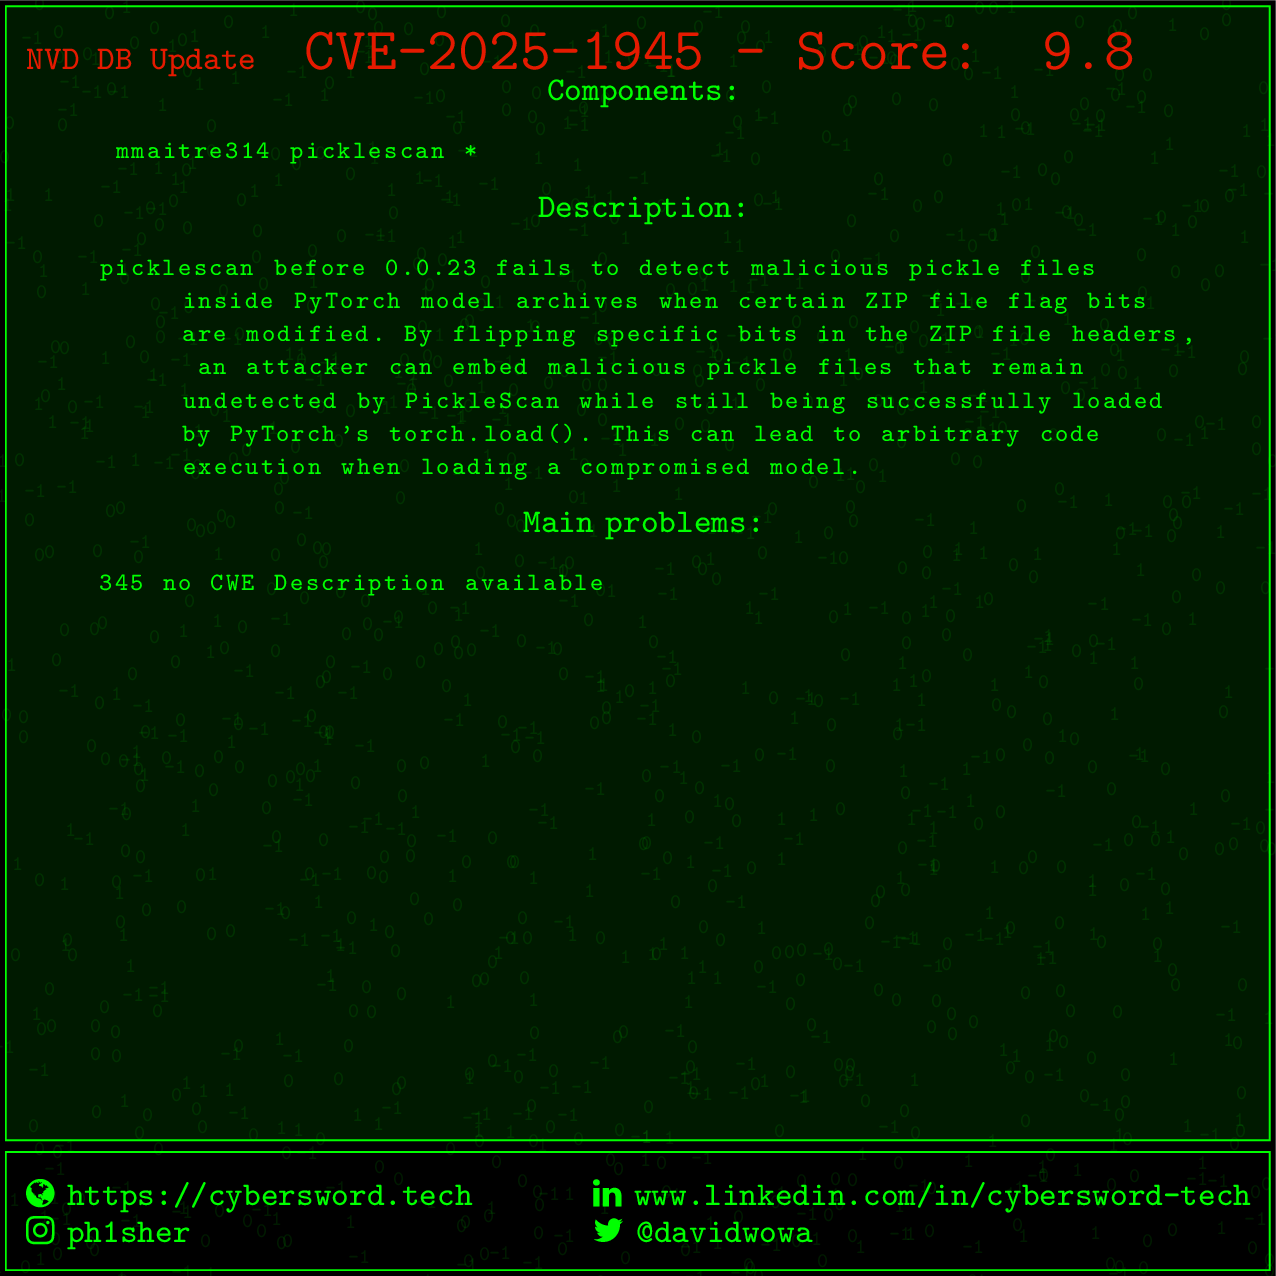 NVD DB Update CVE-2025-1945 - Score: 9.8
Components:
mmaitre314 picklescan *
Description:
picklescan before 0.0.23 fails to detect malicious pickle files
inside PyTorch model archives when certain ZIP file flag bits
are modified. By flipping specific bits in the ZIP file headers,
an attacker can embed malicious pickle files that remain
undetected by PickleScan while still being successfully loaded
by PyTorch's torch.load(). This can lead to arbitrary code
execution when loading a compromised model.
Main problems:
345 no CWE Description available
https://cybersword.tech www.linkedin.com/in/cybersword-tech
ph1sher @davidwowa